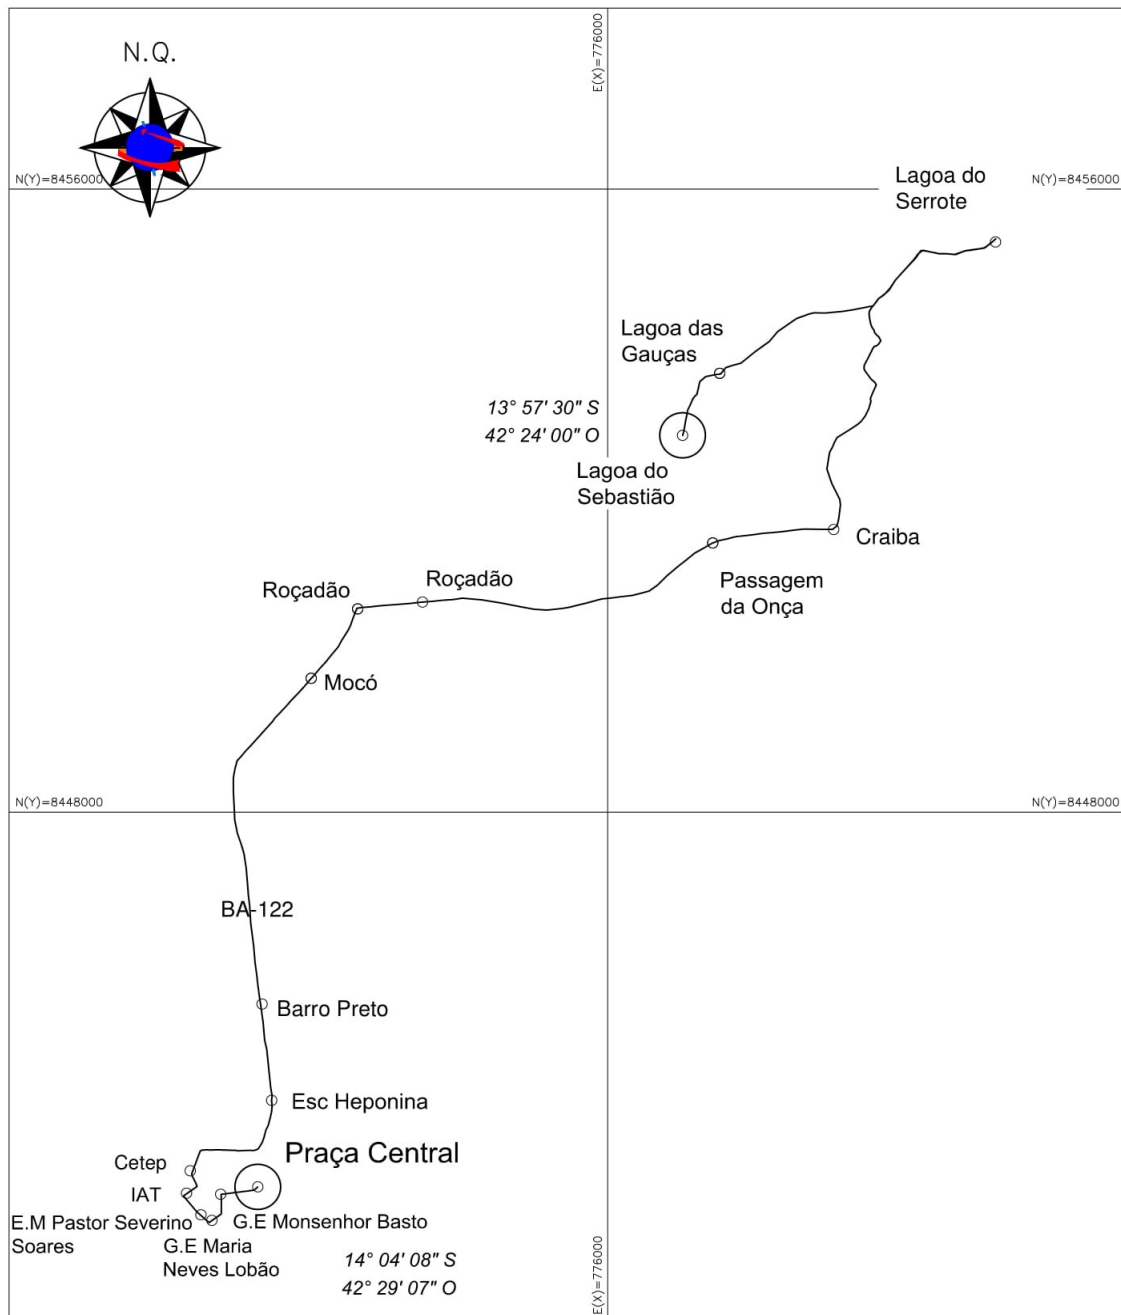 E(X)=776000
N.Q.
N(Y)=8456000
N(Y)=8456000
Lagoa do
Serrote
Lagoa das
Gauças
13° 57' 30" S
42° 24' 00" O
Lagoa do
Sebastião
Craiba
Passagem
da Onça
Roçadão
Roçadão
Mocó
N(Y)=8448000
N(Y)=8448000
BA-122
Barro Preto
Esc Heponina
Praça Central
Cetep
IAT
E.M Pastor Severino
Soares
G.E Monsenhor Basto
G.E Maria
Neves Lobão
14° 04' 08" S
42° 29' 07" O
E(X)=776000